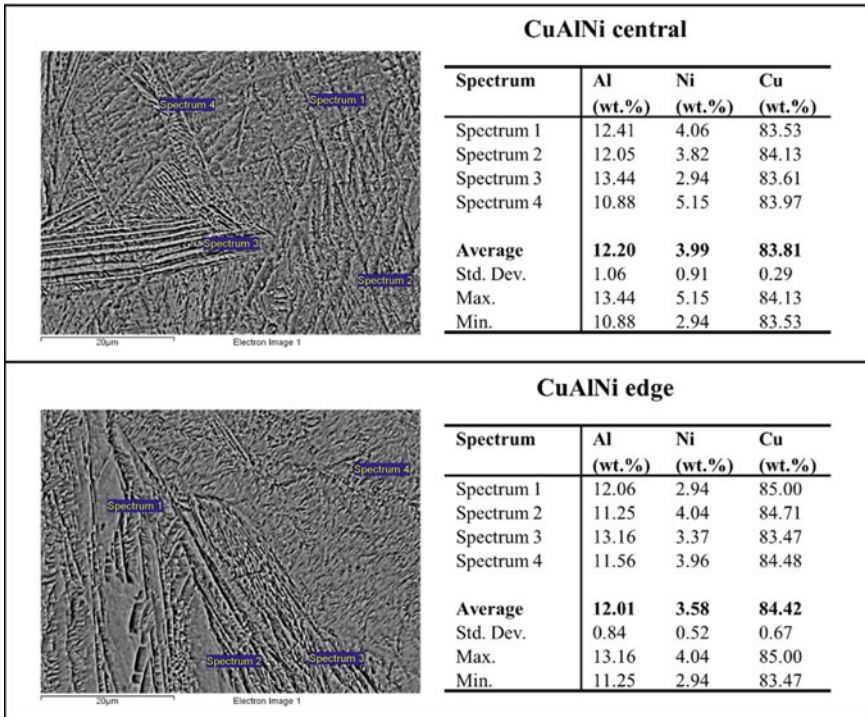 CuAlNi central
Spectrum 4
Spectrum 1
Spectrum 3
Spectrum 2
20µm
Electron Image 1
Spectrum Al Ni Cu
(wt.%) (wt.%) (wt.%)
Spectrum 1 12.41 4.06 83.53
Spectrum 2 12.05 3.82 84.13
Spectrum 3 13.44 2.94 83.61
Spectrum 4 10.88 5.15 83.97
Average 12.20 3.99 83.81
Std. Dev. 1.06 0.91 0.29
Max. 13.44 5.15 84.13
Min. 10.88 2.94 83.53
CuAlNi edge
Spectrum 4
Spectrum 1
Spectrum 2
Spectrum 3
20µm
Electron Image 1
Spectrum Al Ni Cu
(wt.%) (wt.%) (wt.%)
Spectrum 1 12.06 2.94 85.00
Spectrum 2 11.25 4.04 84.71
Spectrum 3 13.16 3.37 83.47
Spectrum 4 11.56 3.96 84.48
Average 12.01 3.58 84.42
Std. Dev. 0.84 0.52 0.67
Max. 13.16 4.04 85.00
Min. 11.25 2.94 83.47